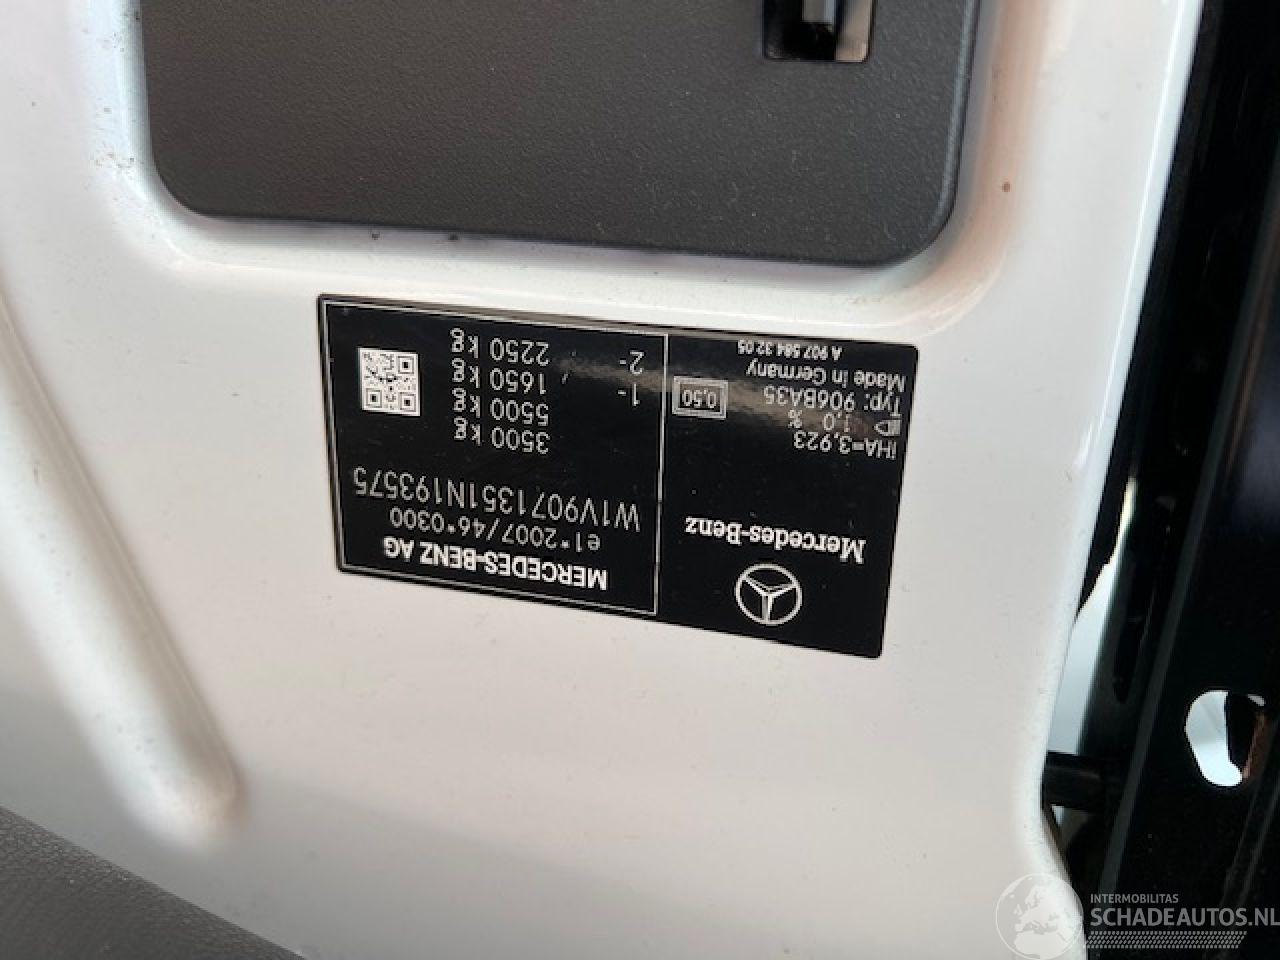 MERCEDES-BENZ AG
e1*2007/46*0300
W1V9071351N193575
3500 kg
5500 kg
1- 1650 kg
2- 2250 kg
Mercedes-Benz
IHA=3,923
1,0 %
Typ: 906BA35
0,50
Made in Germany
A 907 584 32 05
INTERMOBILITAS
SCHADEAUTOS.NL